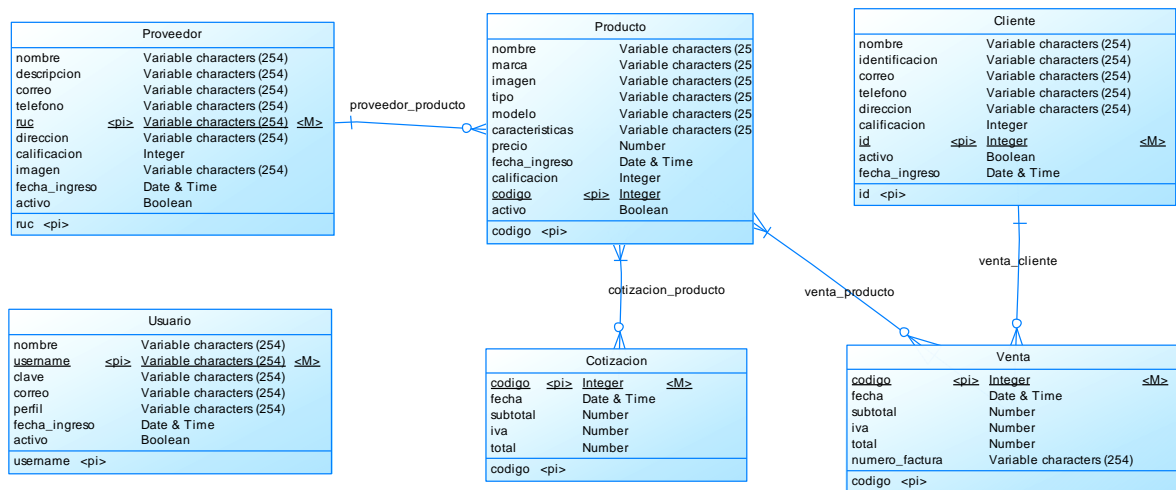 Proveedor
nombre Variable characters (254)
descripcion Variable characters (254)
correo Variable characters (254)
telefono Variable characters (254)
ruc <pi> Variable characters (254) <M>
direccion Variable characters (254)
calificacion Integer
imagen Variable characters (254)
fecha_ingreso Date & Time
activo Boolean
ruc <pi>
proveedor_producto
Producto
nombre Variable characters (25
marca Variable characters (25
imagen Variable characters (25
tipo Variable characters (25
modelo Variable characters (25
caracteristicas Variable characters (25
precio Number
fecha_ingreso Date & Time
calificacion Integer
codigo <pi> Integer
activo Boolean
codigo <pi>
Cliente
nombre Variable characters (254)
identificacion Variable characters (254)
correo Variable characters (254)
telefono Variable characters (254)
direccion Variable characters (254)
calificacion Integer
id <pi> Integer <M>
activo Boolean
fecha_ingreso Date & Time
id <pi>
venta_cliente
cotizacion_producto
venta_producto
Usuario
nombre Variable characters (254)
username <pi> Variable characters (254) <M>
clave Variable characters (254)
correo Variable characters (254)
perfil Variable characters (254)
fecha_ingreso Date & Time
activo Boolean
username <pi>
Cotizacion
codigo <pi> Integer <M>
fecha Date & Time
subtotal Number
iva Number
total Number
codigo <pi>
Venta
codigo <pi> Integer <M>
fecha Date & Time
subtotal Number
iva Number
total Number
numero_factura Variable characters (254)
codigo <pi>